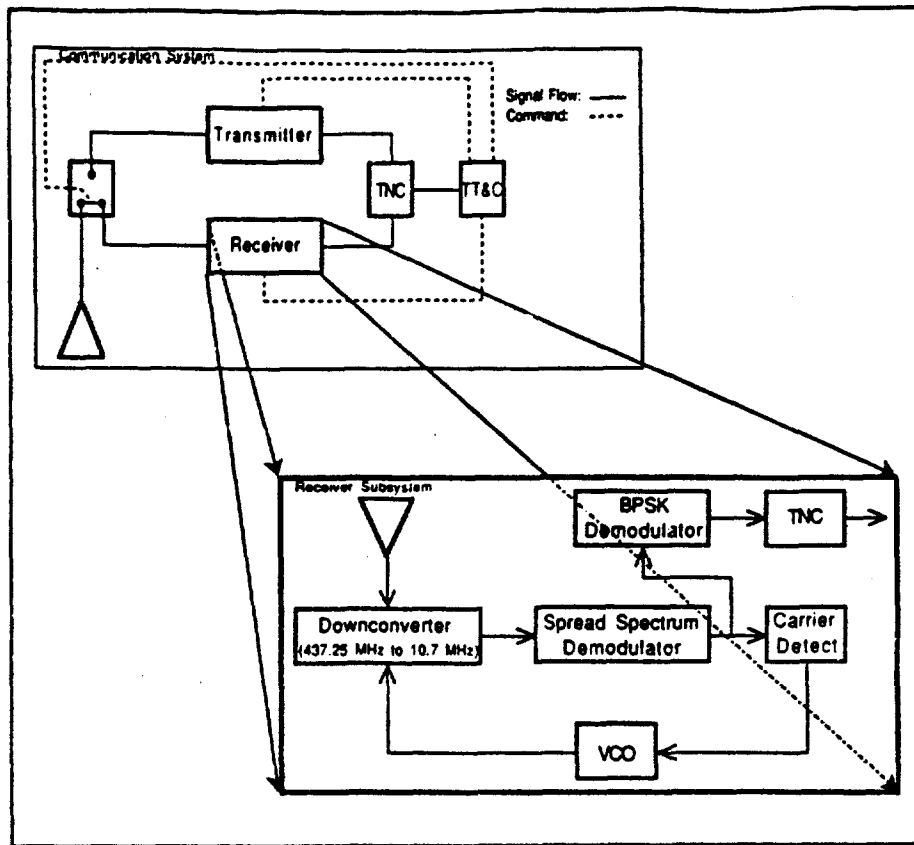 Communication System
Signal Flow:
Command:
Transmitter
TNC
TT&C
Receiver
Receiver Subsystem
BPSK
Demodulator
TNC
Downconverter
(437.25 MHz to 10.7 MHz)
Spread Spectrum
Demodulator
Carrier
Detect
VCO